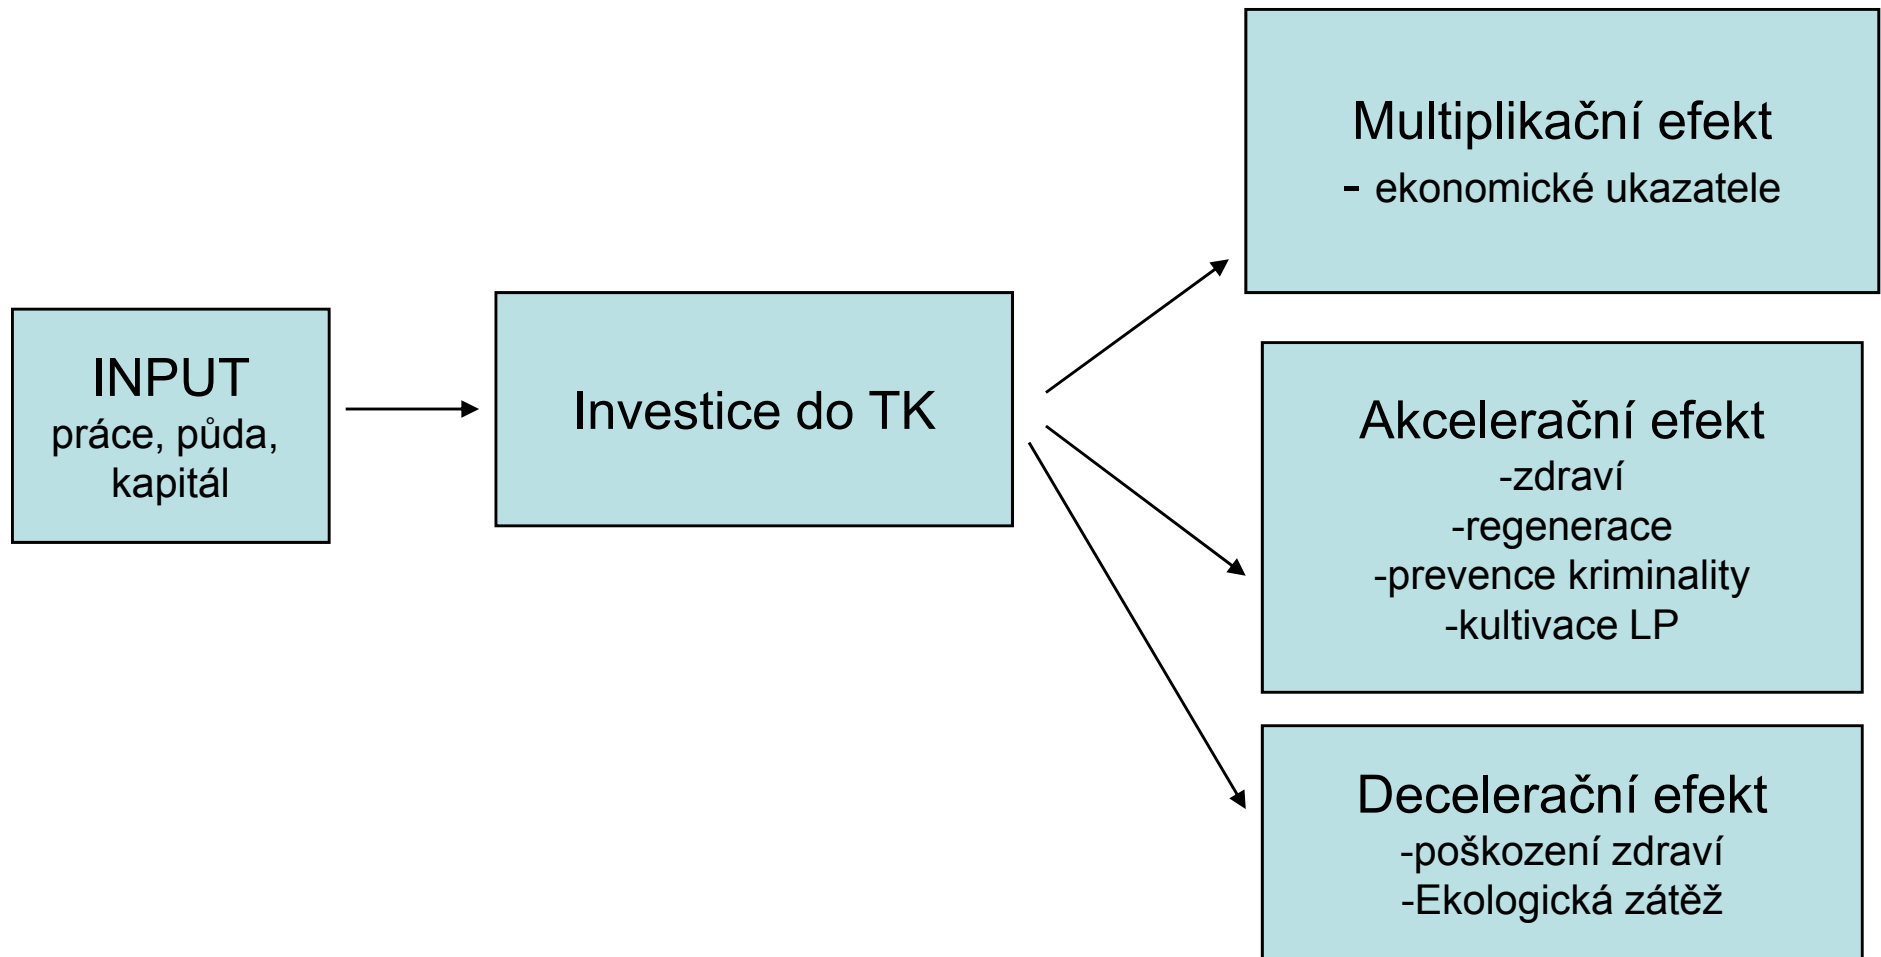 INPUT
práce, půda,
kapitál
Investice do TK
Multiplikační efekt
- ekonomické ukazatele
Akcelerační efekt
-zdraví
-regenerace
-prevence kriminality
-kultivace LP
Decelerační efekt
-poškození zdraví
-Ekologická zátěž